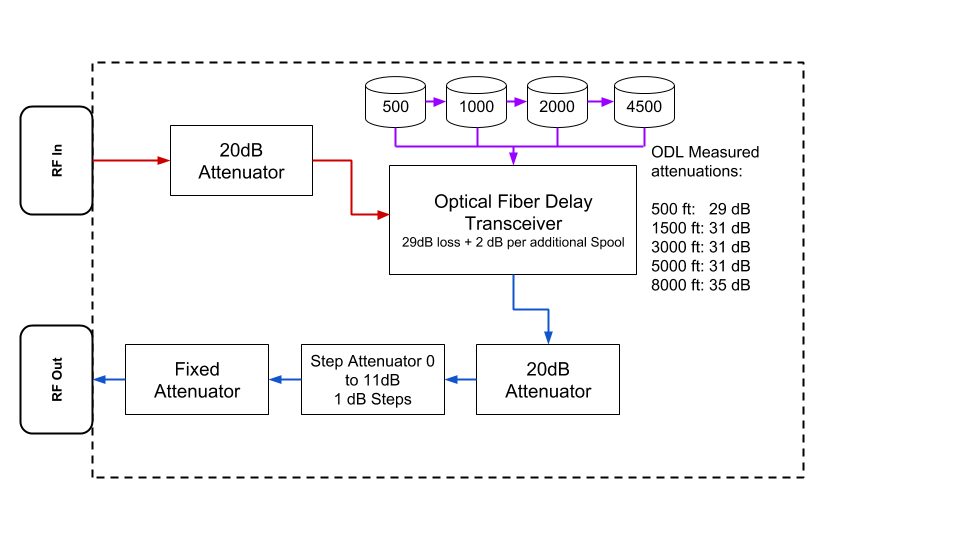 500
1000
2000
4500
RF In
20dB
Attenuator
ODL Measured
attenuations:
500 ft: 29 dB
1500 ft: 31 dB
3000 ft: 31 dB
5000 ft: 31 dB
8000 ft: 35 dB
Optical Fiber Delay
Transceiver
29dB loss + 2 dB per additional Spool
RF Out
Fixed
Attenuator
Step Attenuator 0
to 11dB
1 dB Steps
20dB
Attenuator